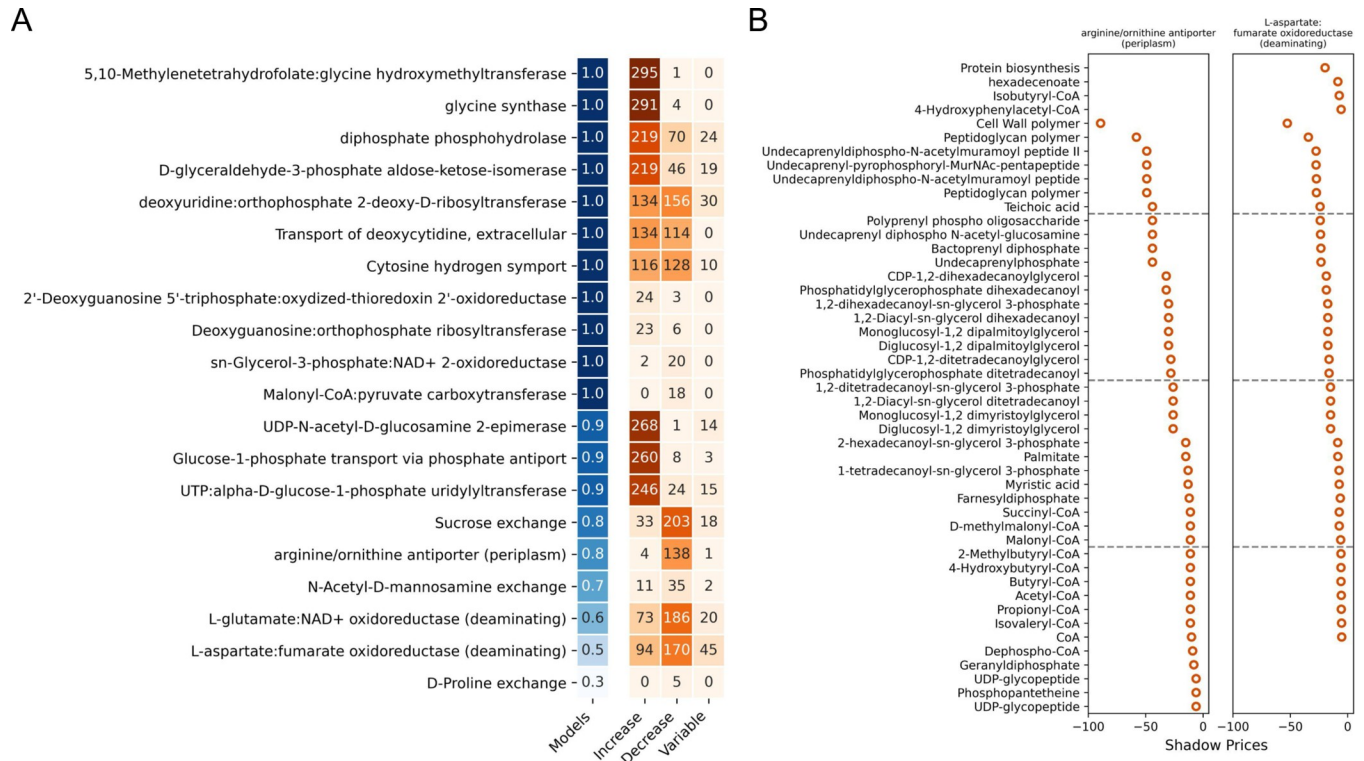 A
5,10-Methylenetetrahydrofolate:glycine hydroxymethyltransferase 1.0 295 1 0
glycine synthase 1.0 291 4 0
diphosphate phosphohydrolase 1.0 219 70 24
D-glyceraldehyde-3-phosphate aldose-ketose-isomerase 1.0 219 46 19
deoxyuridine:orthophosphate 2-deoxy-D-ribosyltransferase 1.0 134 156 30
Transport of deoxycytidine, extracellular 1.0 134 114 0
Cytosine hydrogen symport 1.0 116 128 10
2'-Deoxyguanosine 5'-triphosphate:oxydized-thioredoxin 2'-oxidoreductase 1.0 24 3 0
Deoxyguanosine:orthophosphate ribosyltransferase 1.0 23 6 0
sn-Glycerol-3-phosphate:NAD+ 2-oxidoreductase 1.0 2 20 0
Malonyl-CoA:pyruvate carboxytransferase 1.0 0 18 0
UDP-N-acetyl-D-glucosamine 2-epimerase 0.9 268 1 14
Glucose-1-phosphate transport via phosphate antiport 0.9 260 8 3
UTP:alpha-D-glucose-1-phosphate uridylyltransferase 0.9 246 24 15
Sucrose exchange 0.8 33 203 18
arginine/ornithine antiporter (periplasm) 0.8 4 138 1
N-Acetyl-D-mannosamine exchange 0.7 11 35 2
L-glutamate:NAD+ oxidoreductase (deaminating) 0.6 73 186 20
L-aspartate:fumarate oxidoreductase (deaminating) 0.5 94 170 45
D-Proline exchange 0.3 0 5 0
Models Increase Decrease Variable
B
arginine/ornithine antiporter
(periplasm)
L-aspartate:
fumarate oxidoreductase
(deaminating)
Protein biosynthesis
hexadecenoate
Isobutyryl-CoA
4-Hydroxyphenylacetyl-CoA
Cell Wall polymer
Peptidoglycan polymer
Undecaprenyldiphospho-N-acetylmuramoyl peptide II
Undecaprenyl-pyrophosphoryl-MurNAc-pentapeptide
Undecaprenyldiphospho-N-acetylmuramoyl peptide
Peptidoglycan polymer
Teichoic acid
Polyprenyl phospho oligosaccharide
Undecaprenyl diphospho N-acetyl-glucosamine
Bactoprenyl diphosphate
Undecaprenylphosphate
CDP-1,2-dihexadecanoylglycerol
Phosphatidylglycerophosphate dihexadecanoyl
1,2-dihexadecanoyl-sn-glycerol 3-phosphate
1,2-Diacyl-sn-glycerol dihexadecanoyl
Monoglucosyl-1,2 dipalmitoylglycerol
Diglucosyl-1,2 dipalmitoylglycerol
CDP-1,2-ditetradecanoylglycerol
Phosphatidylglycerophosphate ditetradecanoyl
1,2-ditetradecanoyl-sn-glycerol 3-phosphate
1,2-Diacyl-sn-glycerol ditetradecanoyl
Monoglucosyl-1,2 dimyristoylglycerol
Diglucosyl-1,2 dimyristoylglycerol
2-hexadecanoyl-sn-glycerol 3-phosphate
Palmitate
1-tetradecanoyl-sn-glycerol 3-phosphate
Myristic acid
Farnesyldiphosphate
Succinyl-CoA
D-methylmalonyl-CoA
Malonyl-CoA
2-Methylbutyryl-CoA
4-Hydroxybutyryl-CoA
Butyryl-CoA
Acetyl-CoA
Propionyl-CoA
Isovaleryl-CoA
CoA
Dephospho-CoA
Geranyldiphosphate
UDP-glycopeptide
Phosphopantetheine
UDP-glycopeptide
−100 −50 0 −100 −50 0
Shadow Prices